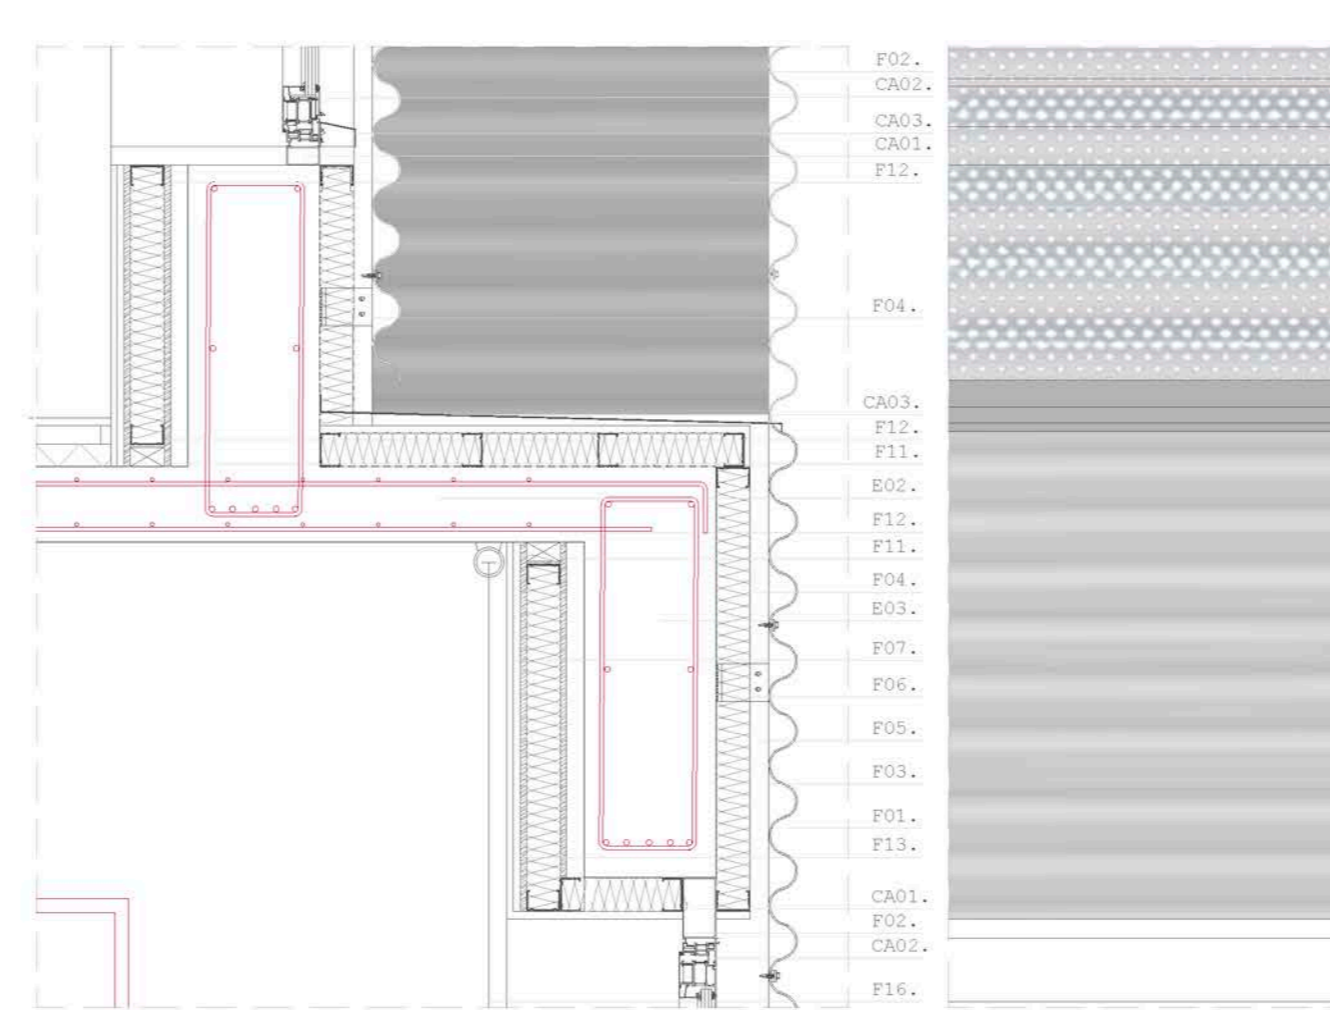 F02.
CA02.
CA03.
CA01.
F12.
F04.
CA03.
F12.
F11.
E02.
F12.
F11.
F04.
E03.
F07.
F06.
F05.
F03.
F01.
F13.
CA01.
F02.
CA02.
F16.